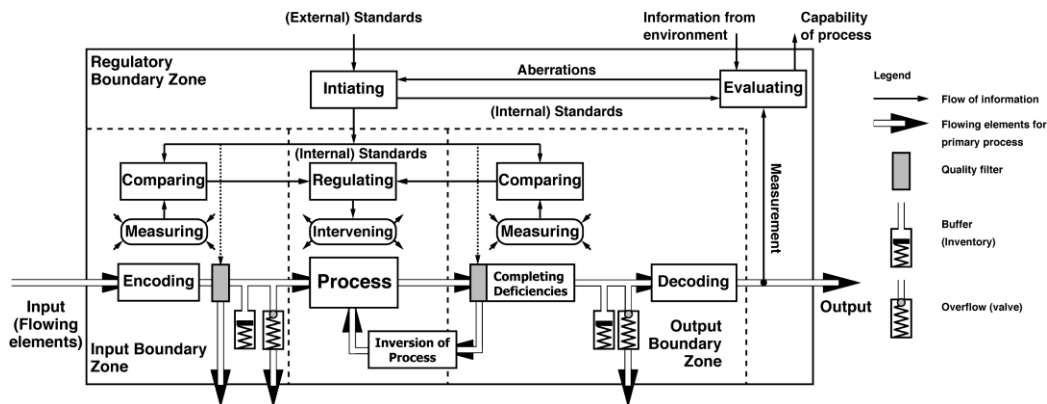 (External) Standards
Information from
environment
Capability
of process
Regulatory
Boundary Zone
Aberrations
Intiating
Evaluating
(Internal) Standards
Legend
Flow of information
Flowing elements for
primary process
Quality filter
Buffer
(Inventory)
Overflow (valve)
(Internal) Standards
Comparing
Regulating
Comparing
Measuring
Intervening
Measuring
Measurement
Encoding
Process
Completing
Deficiencies
Decoding
Input
(Flowing
elements)
Output
Input Boundary
Zone
Inversion of
Process
Output
Boundary
Zone